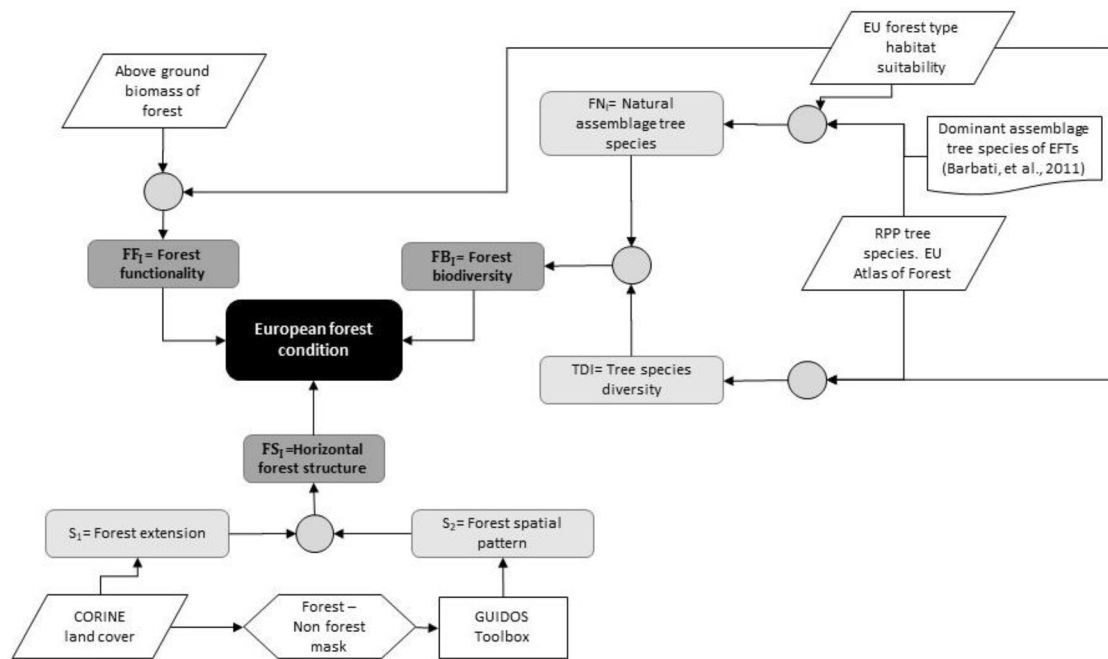 EU forest type
habitat
suitability
Above ground
biomass of
forest
FNᵢ= Natural
assemblage tree
species
Dominant assemblage
tree species of EFTs
(Barbati, et al., 2011)
RPP tree
species. EU
Atlas of Forest
FF_I = Forest
functionality
FB_I= Forest
biodiversity
European forest
condition
TDI= Tree species
diversity
FS_I =Horizontal
forest structure
S₁= Forest extension
S₂= Forest spatial
pattern
CORINE
land cover
Forest –
Non forest
mask
GUIDOS
Toolbox